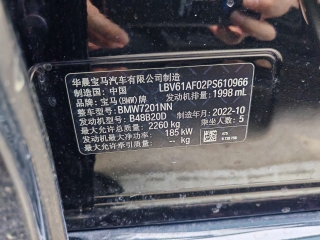 华晨宝马汽车有限公司制造
制造国: 中国 LBV61AF02PS610966
品牌: 宝马(BMW)牌 发动机排量: 1998 mL
整车型号: BMW7201NN
发动机型号: B48B20D 制造年月: 2022-10
最大允许总质量: 2260 kg 乘坐人数: 5
发动机最大净功率: 185 kW
最大允许牵引质量: -- kg